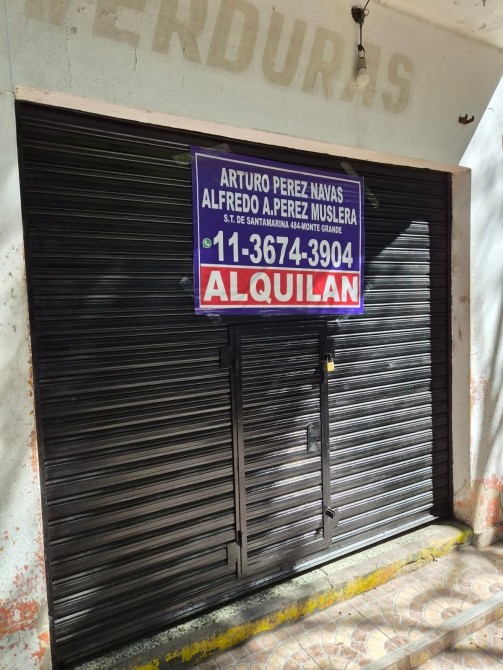 VERDURAS
ARTURO PEREZ NAVAS
ALFREDO A.PEREZ MUSLERA
S.T. DE SANTAMARINA 484-MONTE GRANDE
11-3674-3904
ALQUILAN